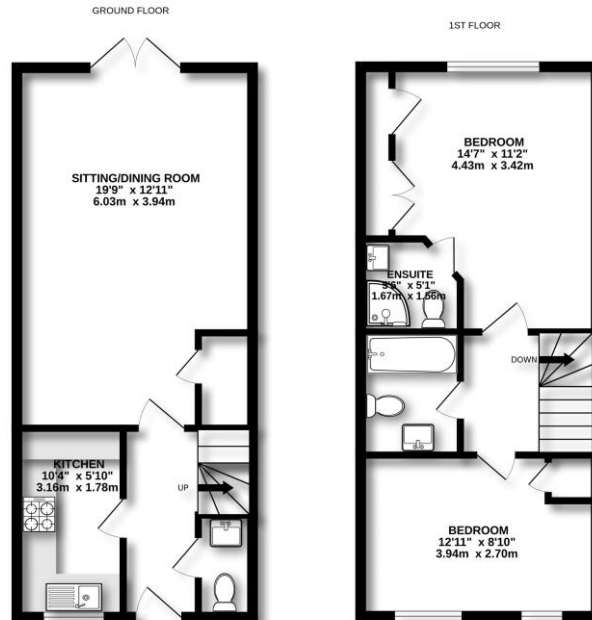 GROUND FLOOR
SITTING/DINING ROOM
19'9" x 12'11"
6.03m x 3.94m
KITCHEN
10'4" x 5'10"
3.16m x 1.78m
UP
1ST FLOOR
BEDROOM
14'7" x 11'2"
4.43m x 3.42m
ENSUITE
x 5'1"
1.67m x 1.56m
DOWN
BEDROOM
12'11" x 8'10"
3.94m x 2.70m